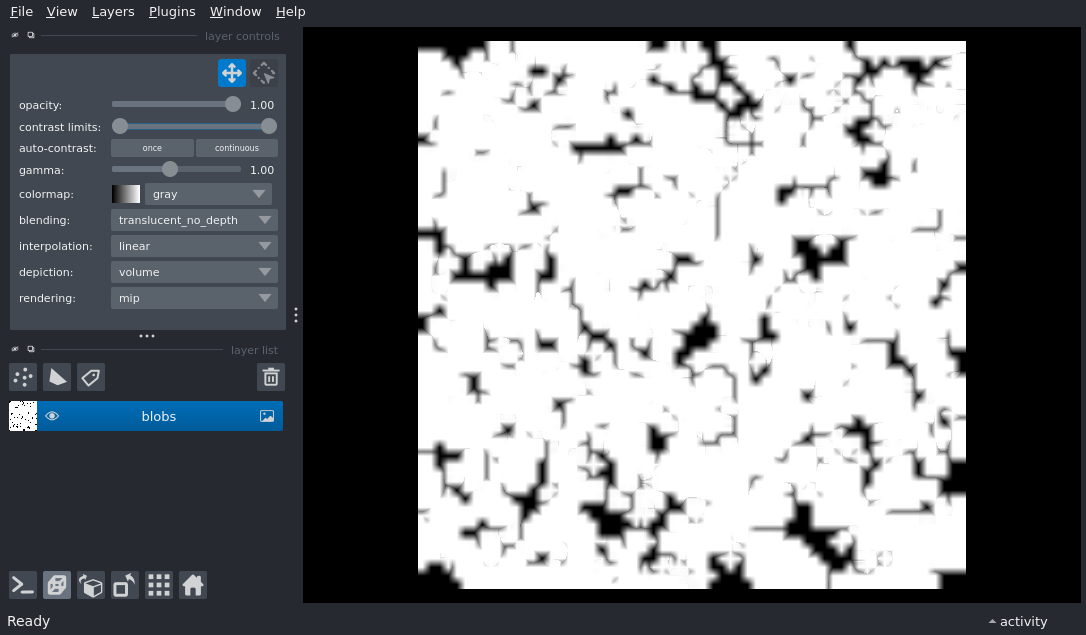 File View Layers Plugins Window Help
layer controls
opacity: 1.00
contrast limits:
auto-contrast: once continuous
gamma: 1.00
colormap: gray
blending: translucent_no_depth
interpolation: linear
depiction: volume
rendering: mip
layer list
blobs
Ready activity